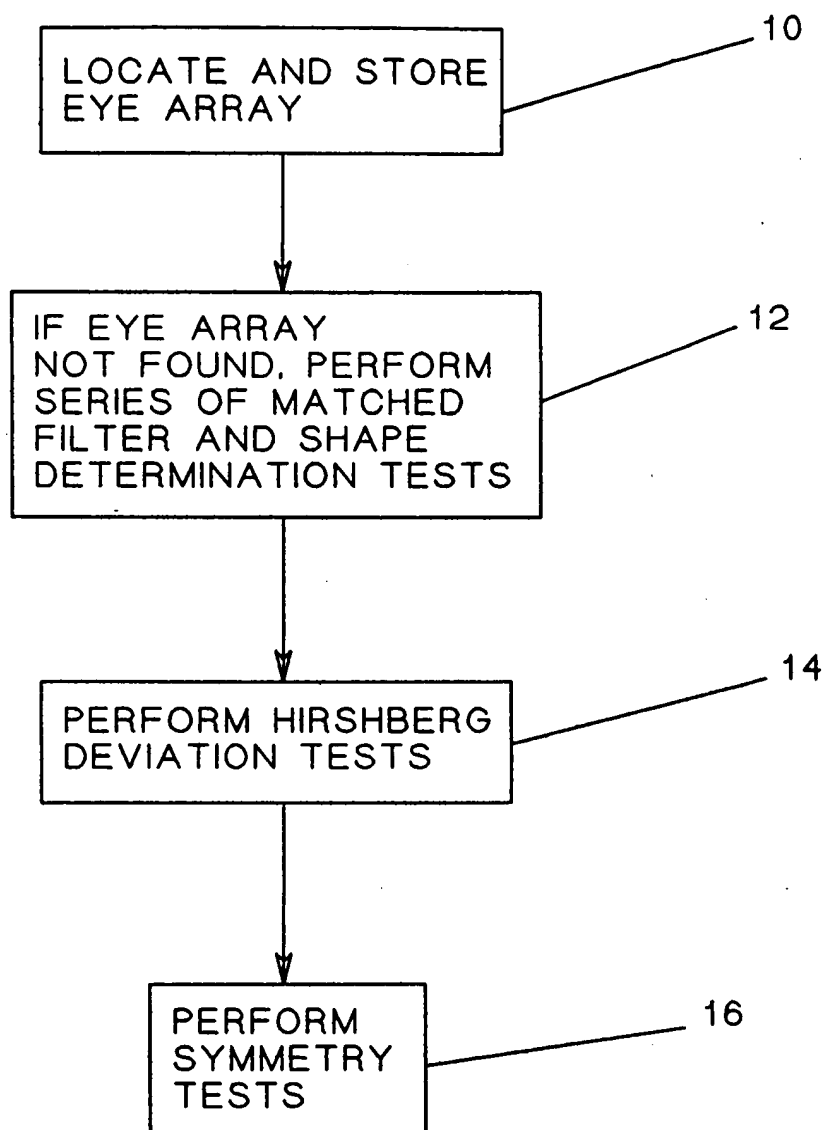 10
LOCATE AND STORE
EYE ARRAY
12
IF EYE ARRAY
NOT FOUND, PERFORM
SERIES OF MATCHED
FILTER AND SHAPE
DETERMINATION TESTS
14
PERFORM HIRSHBERG
DEVIATION TESTS
16
PERFORM
SYMMETRY
TESTS